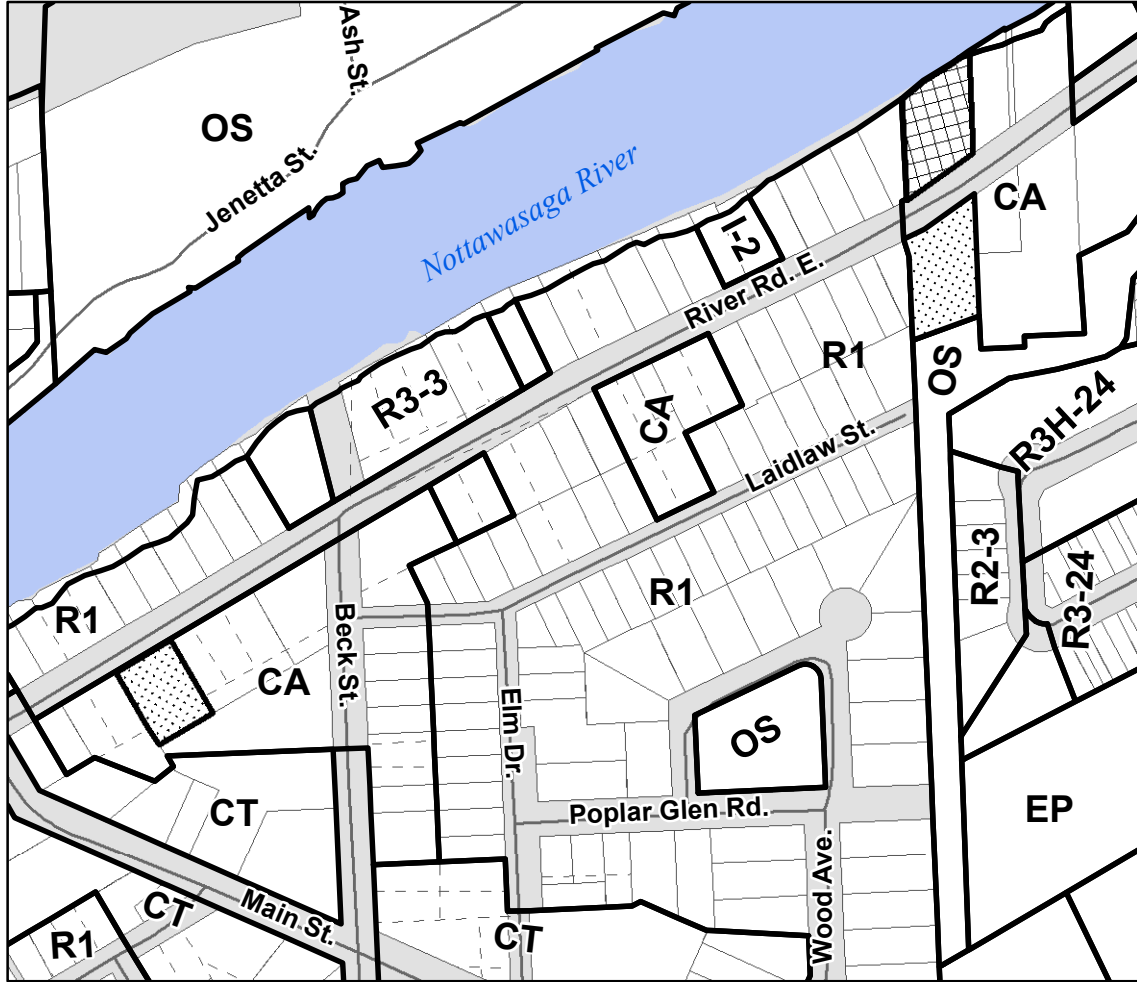 Ash St.
OS
Jenetta St.
Nottawasaga River
CA
I-2
River Rd. E.
R1
OS
R3-3
CA
R3H-24
Laidlaw St.
R2-3
R3-24
R1
R1
Beck St.
CA
Elm Dr.
OS
CT
Poplar Glen Rd.
EP
Wood Ave.
CT
Main St.
CT
R1